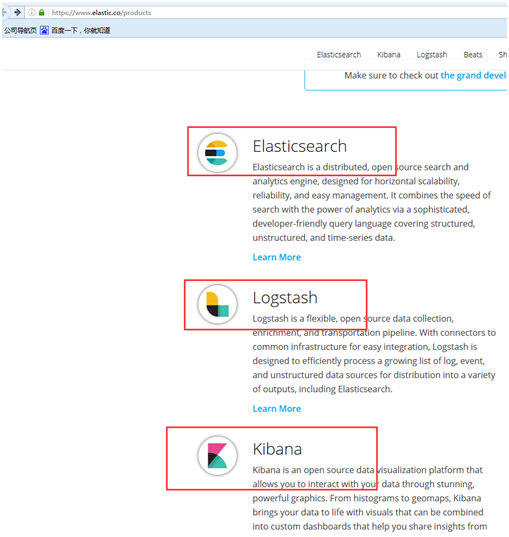 https://www.elastic.co/products
公司导航页 百度一下，你就知道
Elasticsearch Kibana Logstash Beats Sh
Make sure to check out the grand devel
Elasticsearch
Elasticsearch is a distributed, open source search and
analytics engine, designed for horizontal scalability,
reliability, and easy management. It combines the speed of
search with the power of analytics via a sophisticated,
developer-friendly query language covering structured,
unstructured, and time-series data.
Learn More
Logstash
Logstash is a flexible, open source data collection,
enrichment, and transportation pipeline. With connectors to
common infrastructure for easy integration, Logstash is
designed to efficiently process a growing list of log, event,
and unstructured data sources for distribution into a variety
of outputs, including Elasticsearch.
Learn More
Kibana
Kibana is an open source data visualization platform that
allows you to interact with your data through stunning,
powerful graphics. From histograms to geomaps, Kibana
brings your data to life with visuals that can be combined
into custom dashboards that help you share insights from